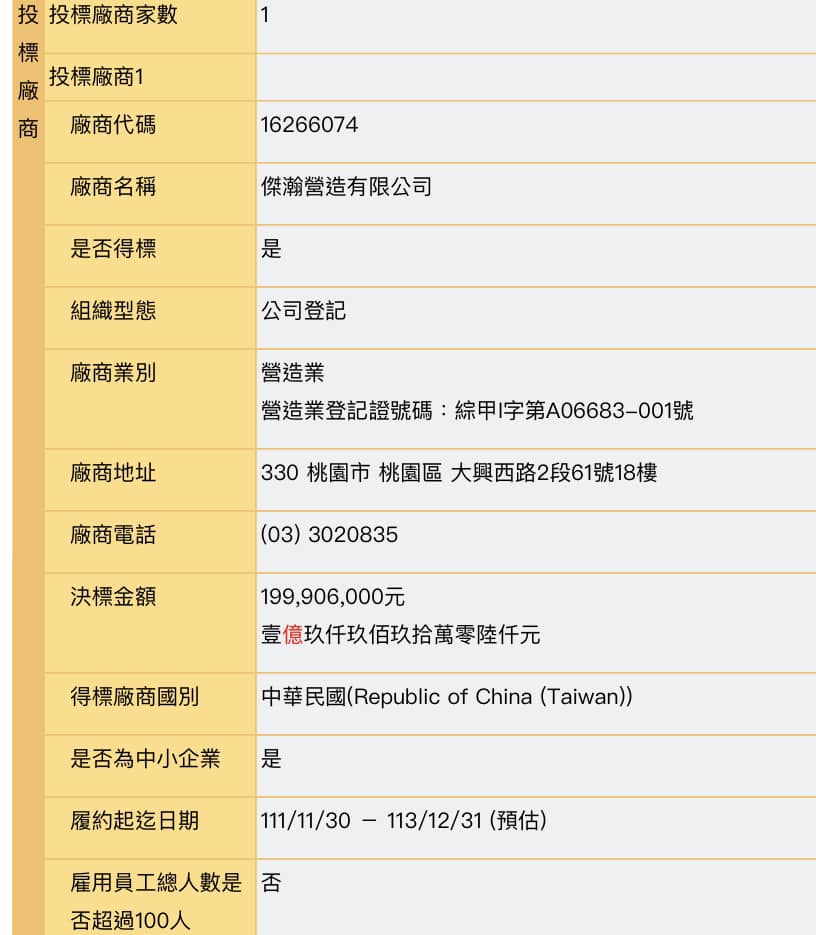 投標廠商
投標廠商家數 1
投標廠商1
廠商代碼 16266074
廠商名稱 傑瀚營造有限公司
是否得標 是
組織型態 公司登記
廠商業別 營造業
營造業登記證號碼：綜甲I字第A06683-001號
廠商地址 330 桃園市 桃園區 大興西路2段61號18樓
廠商電話 (03) 3020835
決標金額 199,906,000元
壹億玖仟玖佰玖拾萬零陸仟元
得標廠商國別 中華民國(Republic of China (Taiwan))
是否為中小企業 是
履約起迄日期 111/11/30 － 113/12/31 (預估)
雇用員工總人數是 否
否超過100人